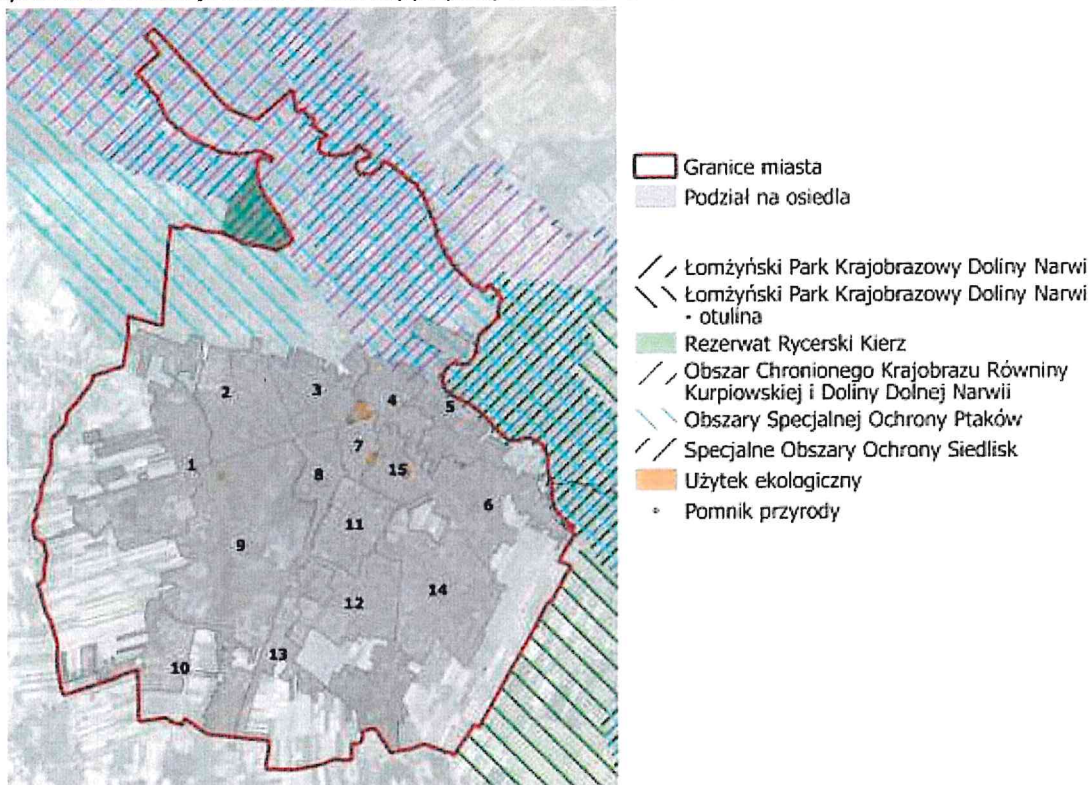 2
3
4
5
7
1
8
15
6
11
9
14
12
13
10
Granice miasta
Podział na osiedla
Łomżyński Park Krajobrazowy Doliny Narwi
Łomżyński Park Krajobrazowy Doliny Narwi
- otulina
Rezerwat Rycerski Kierz
Obszar Chronionego Krajobrazu Równiny
Kurpiowskiej i Doliny Dolnej Narwii
Obszary Specjalnej Ochrony Ptaków
Specjalne Obszary Ochrony Siedlisk
Użytek ekologiczny
Pomnik przyrody